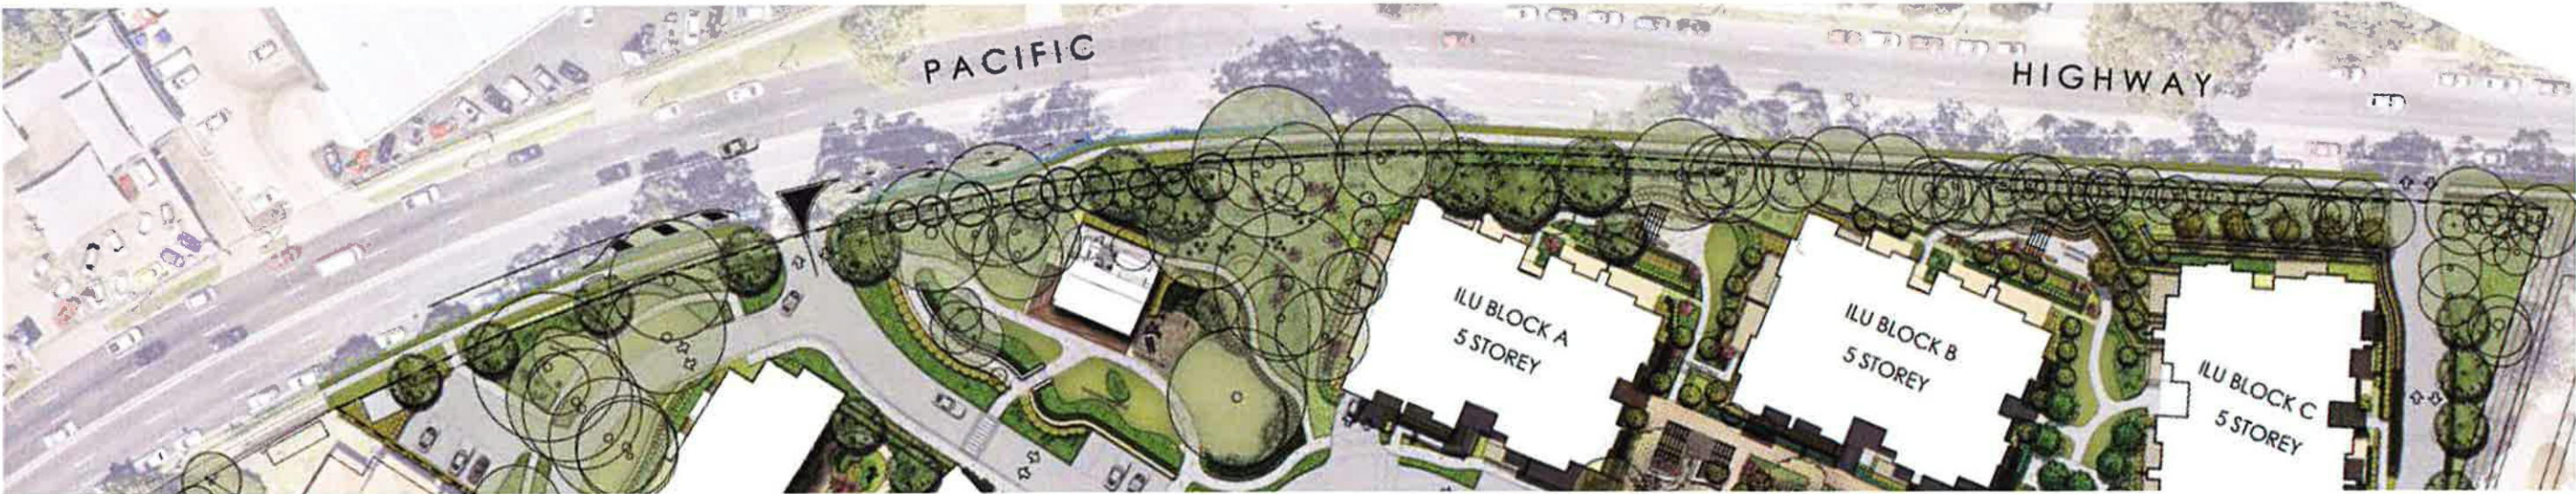 PACIFIC
HIGHWAY
ILU BLOCK A
5 STOREY
ILU BLOCK B
5 STOREY
ILU BLOCK C
5 STOREY